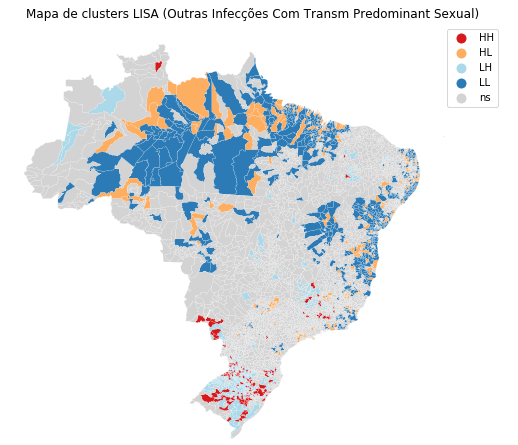 Mapa de clusters LISA (Outras Infecções Com Transm Predominant Sexual)
HH
HL
LH
LL
ns